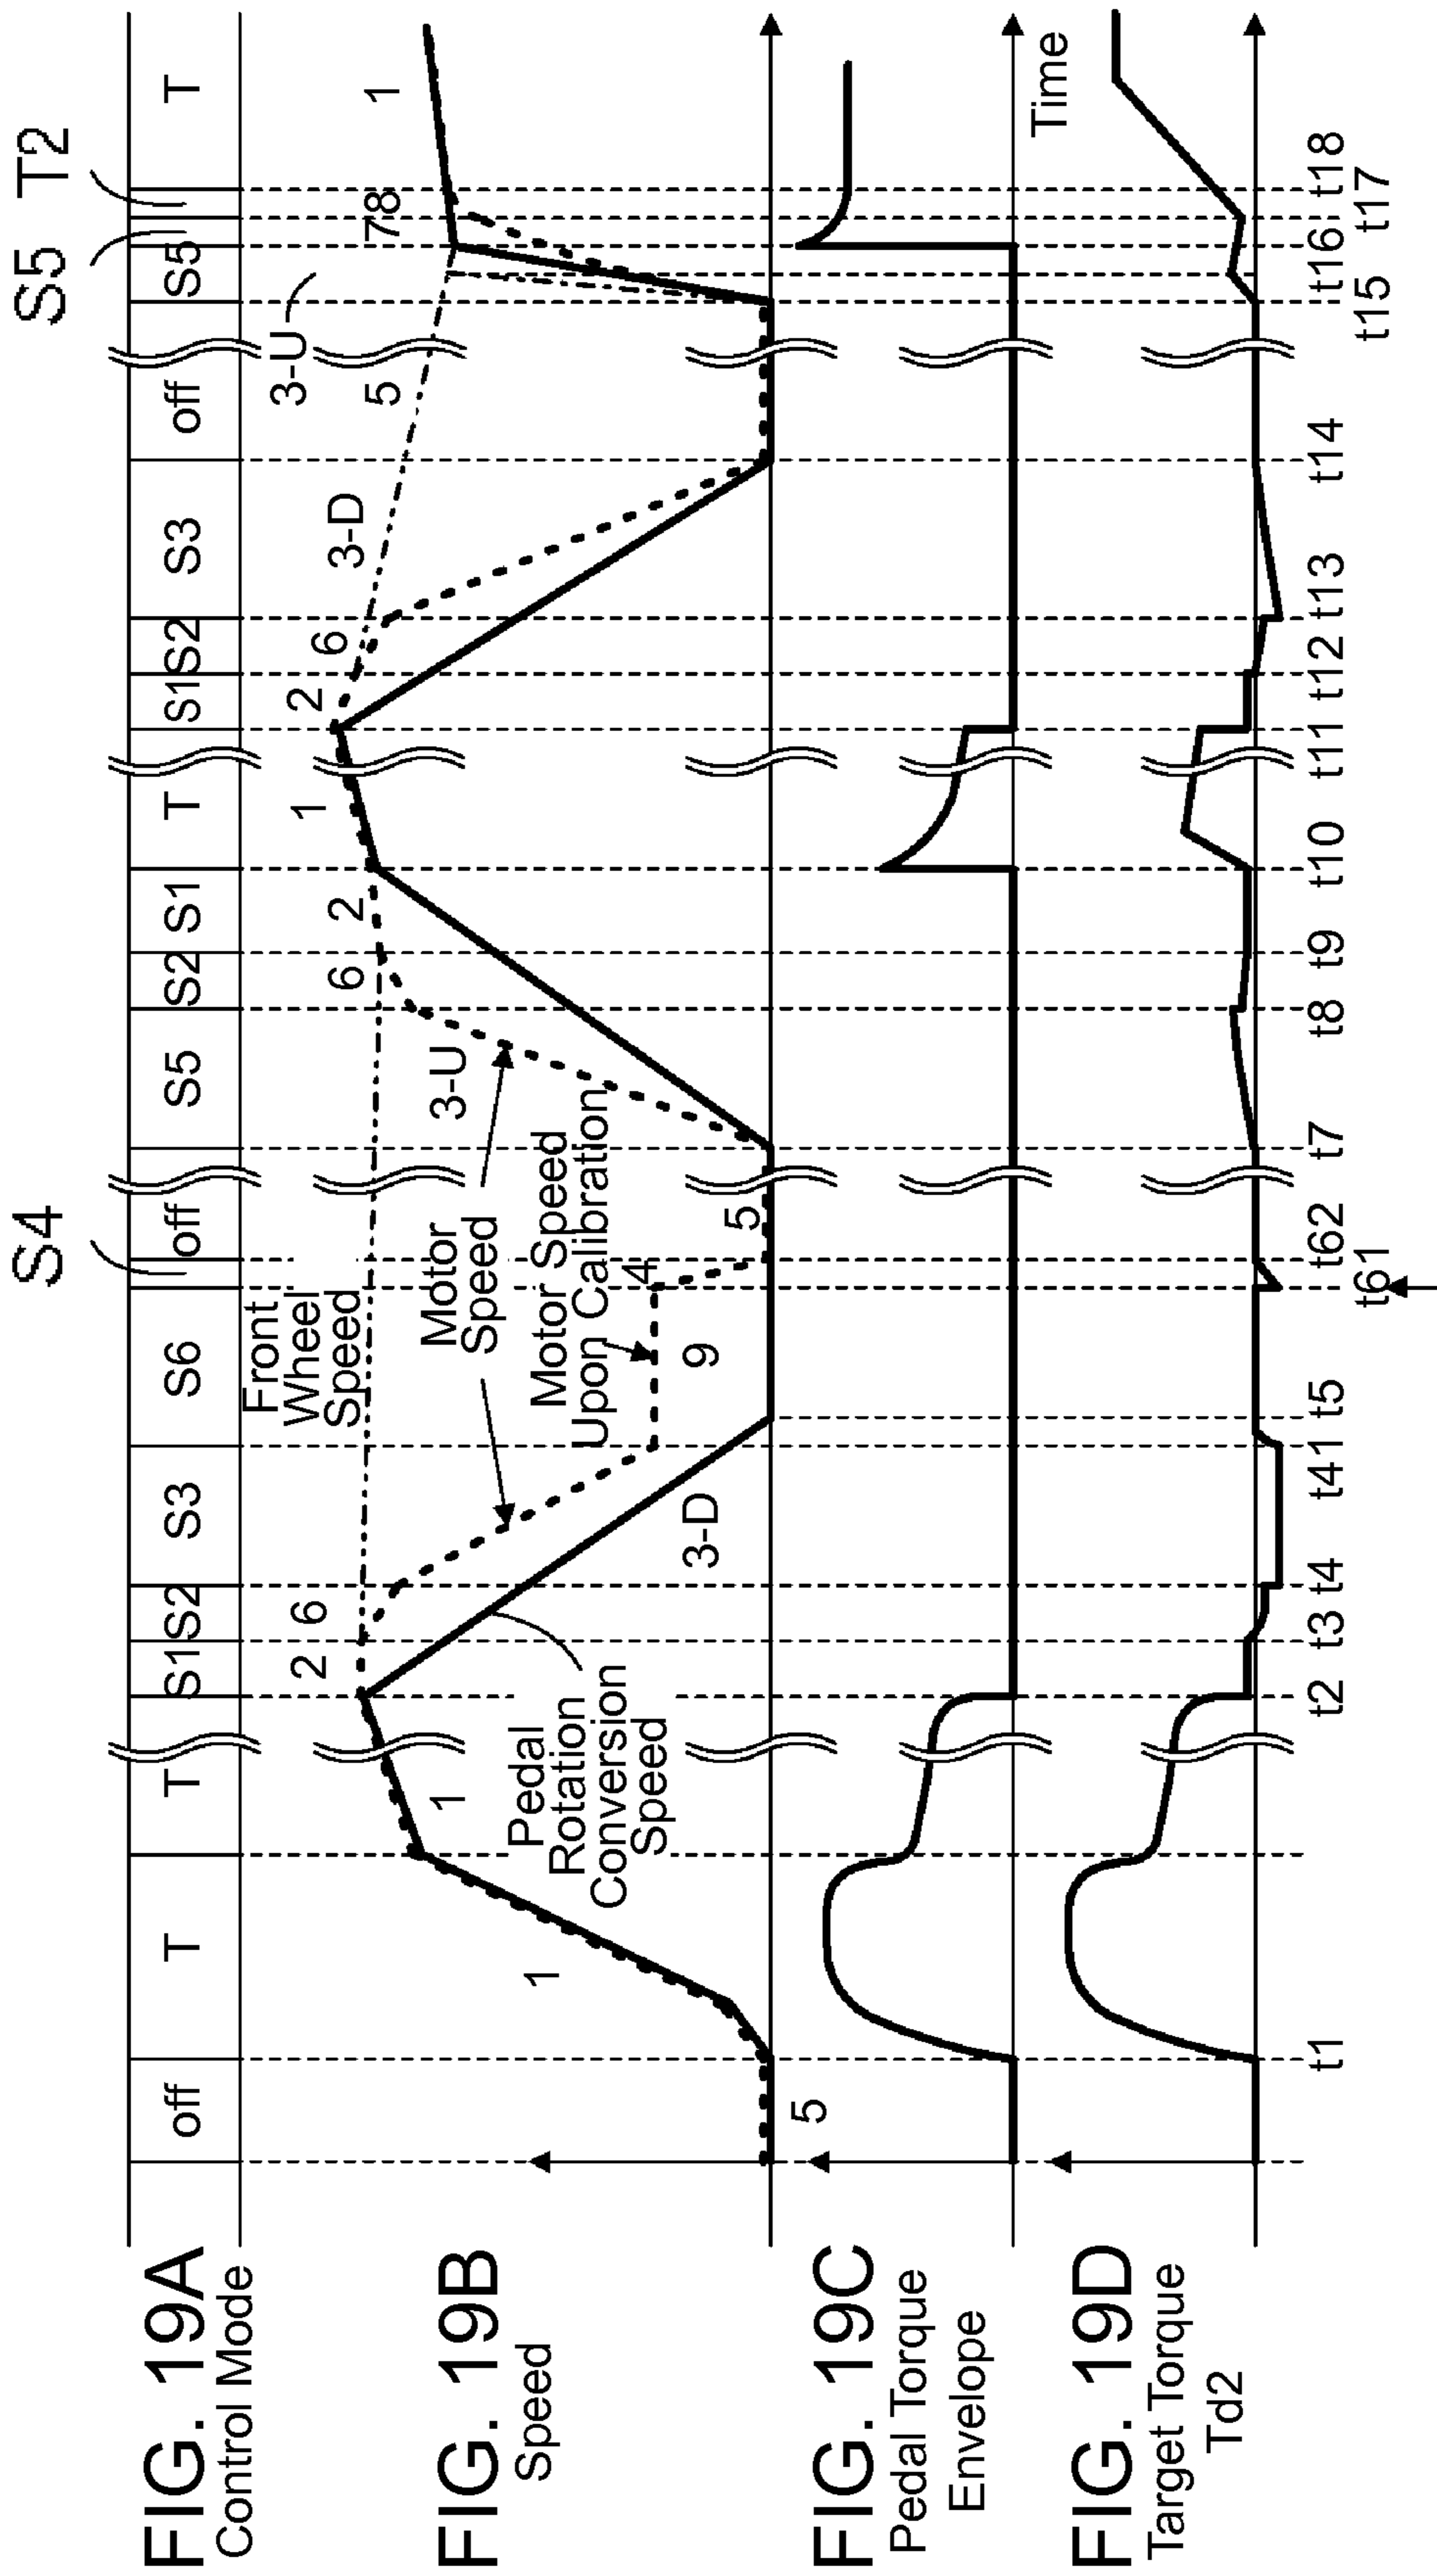 S4
S5 T2
FIG. 19A
Control Mode
off
T
T
S1
S2
S3
S6
off
S5
S2
S1
T
S1
S2
S3
off
S5
T
FIG. 19B
Speed
5
1
1
2
6
3-D
9
4
5
3-U
6
2
1
2
6
3-D
5
3-U
7
8
1
Front
Wheel
Speed
Motor
Speed
Motor Speed
Upon Calibration
Pedal
Rotation
Conversion
Speed
FIG. 19C
Pedal Torque
Envelope
Time
FIG. 19D
Target Torque
Td2
t1
t2
t3
t4
t41
t5
t61
t62
t7
t8
t9
t10
t11
t12
t13
t14
t15
t16
t17
t18